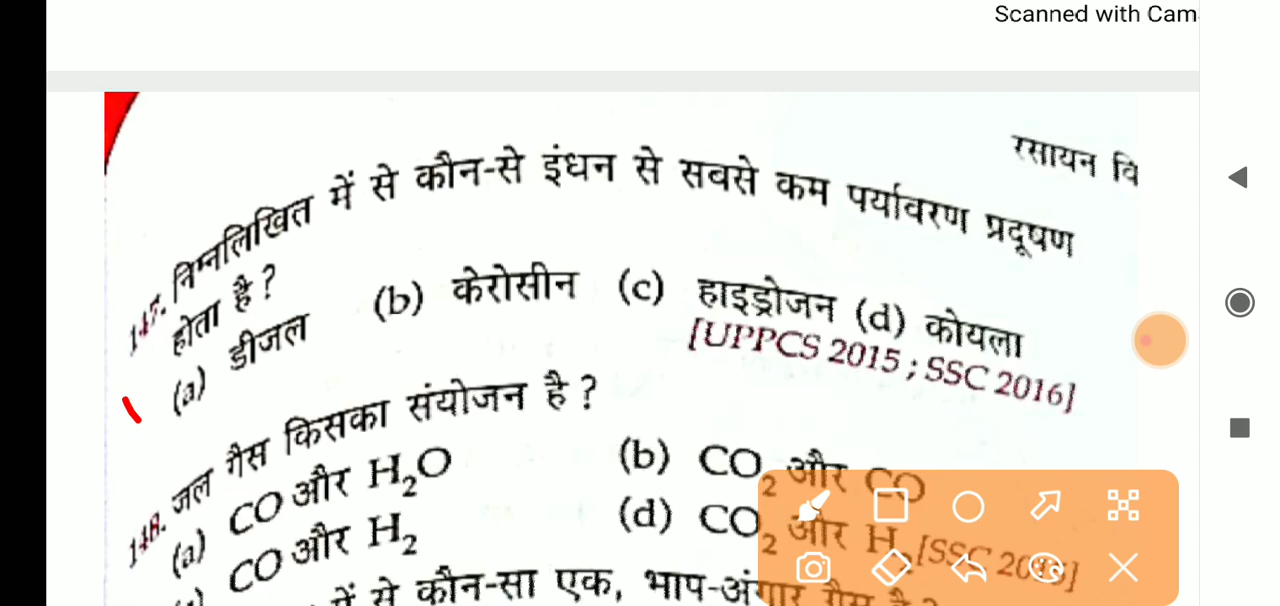 Scanned with Cam
रसायन वि
147. निम्नलिखित में से कौन-से इंधन से सबसे कम पर्यावरण प्रदूषण
होता है ?
(a) डीजल (b) केरोसीन (c) हाइड्रोजन (d) कोयला
[UPPCS 2015 ; SSC 2016]
148. जल गैस किसका संयोजन है ?
(a) CO और H₂O (b) CO₂ और CO
CO और H₂ (d) CO₂ और H₂ [SSC
में से कौन-सा एक, भाप-अंगार गैस है ?